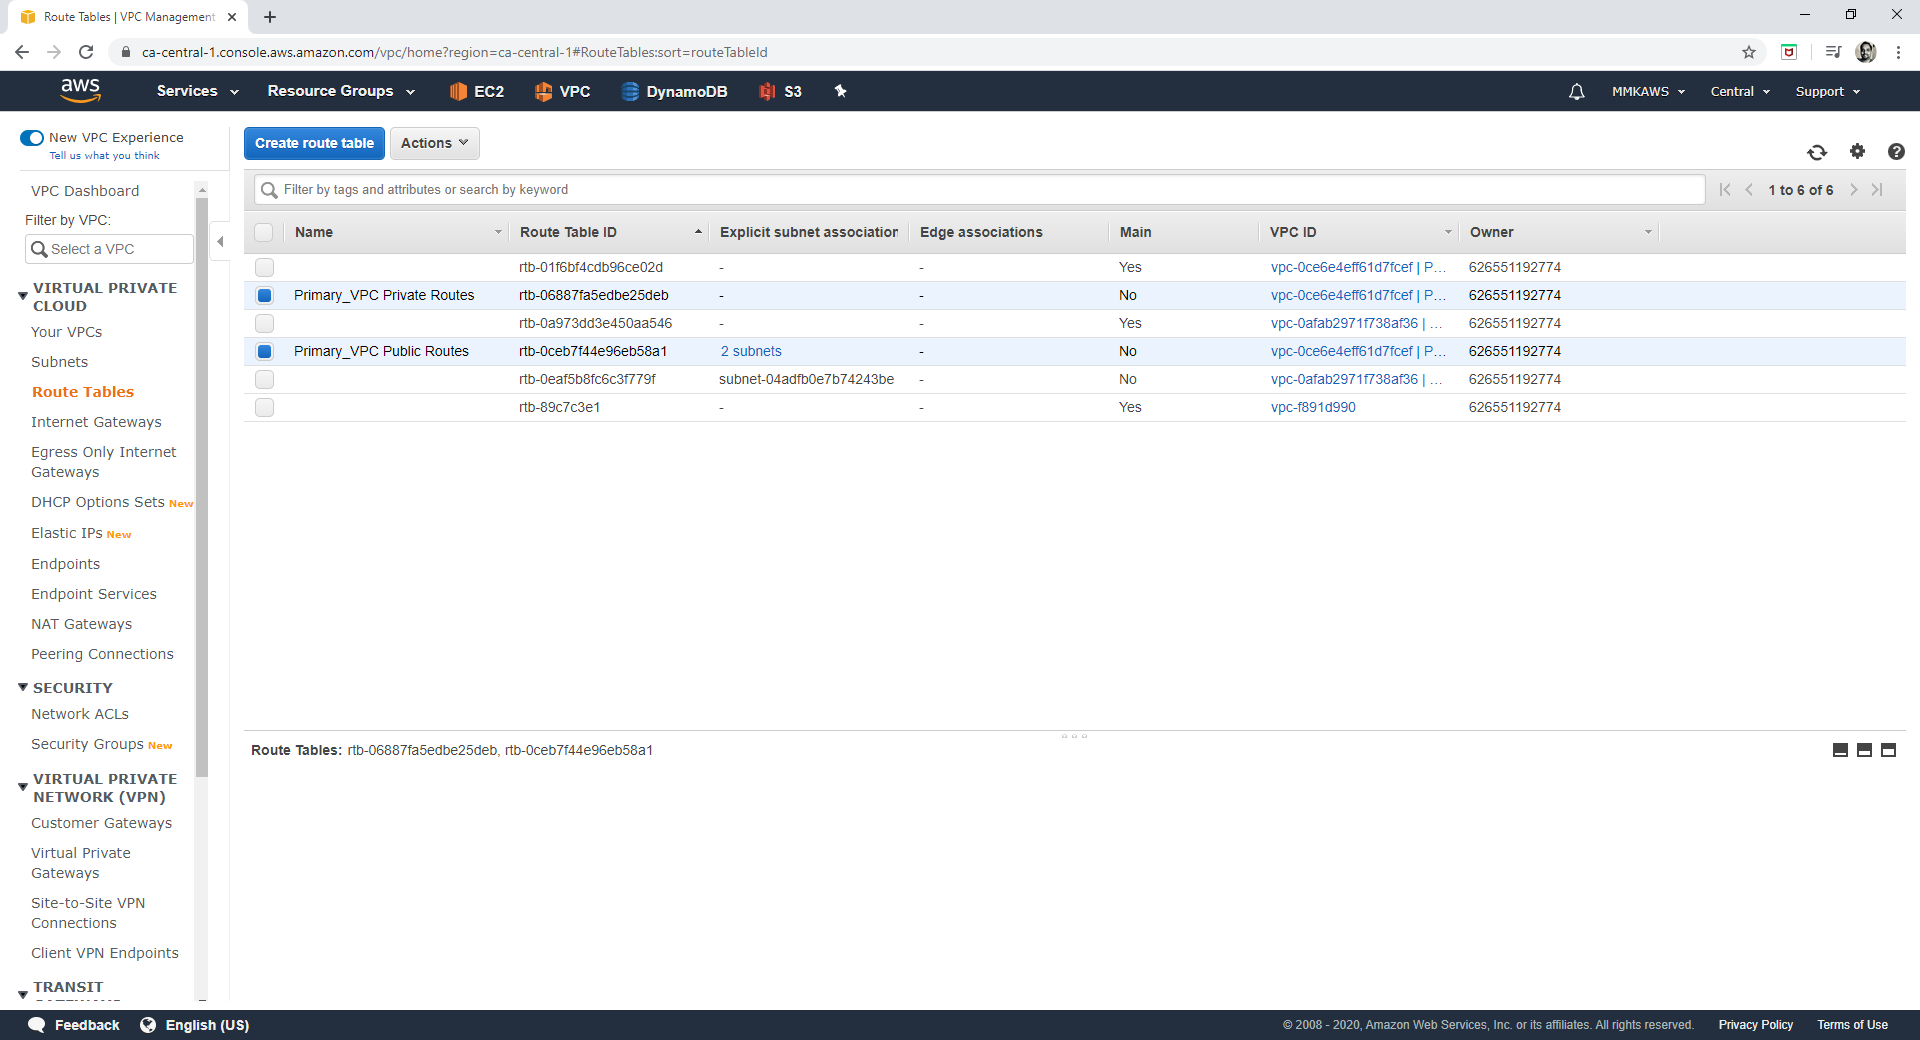 Route Tables | VPC Management
ca-central-1.console.aws.amazon.com/vpc/home?region=ca-central-1#RouteTables:sort=routeTableId
aws Services Resource Groups EC2 VPC DynamoDB S3 MMKAWS Central Support
New VPC Experience
Tell us what you think
VPC Dashboard
Filter by VPC:
Select a VPC
VIRTUAL PRIVATE
CLOUD
Your VPCs
Subnets
Route Tables
Internet Gateways
Egress Only Internet
Gateways
DHCP Options Sets New
Elastic IPs New
Endpoints
Endpoint Services
NAT Gateways
Peering Connections
SECURITY
Network ACLs
Security Groups New
VIRTUAL PRIVATE
NETWORK (VPN)
Customer Gateways
Virtual Private
Gateways
Site-to-Site VPN
Connections
Client VPN Endpoints
TRANSIT
Create route table Actions
Filter by tags and attributes or search by keyword 1 to 6 of 6
Name Route Table ID Explicit subnet association Edge associations Main VPC ID Owner
rtb-01f6bf4cdb96ce02d - - Yes vpc-0ce6e4eff61d7fcef | P... 626551192774
Primary_VPC Private Routes rtb-06887fa5edbe25deb - - No vpc-0ce6e4eff61d7fcef | P... 626551192774
rtb-0a973dd3e450aa546 - - Yes vpc-0afab2971f738af36 | ... 626551192774
Primary_VPC Public Routes rtb-0ceb7f44e96eb58a1 2 subnets - No vpc-0ce6e4eff61d7fcef | P... 626551192774
rtb-0eaf5b8fc6c3f779f subnet-04adfb0e7b74243be - No vpc-0afab2971f738af36 | ... 626551192774
rtb-89c7c3e1 - - Yes vpc-f891d990 626551192774
Route Tables: rtb-06887fa5edbe25deb, rtb-0ceb7f44e96eb58a1
Feedback English (US) © 2008 - 2020, Amazon Web Services, Inc. or its affiliates. All rights reserved. Privacy Policy Terms of Use